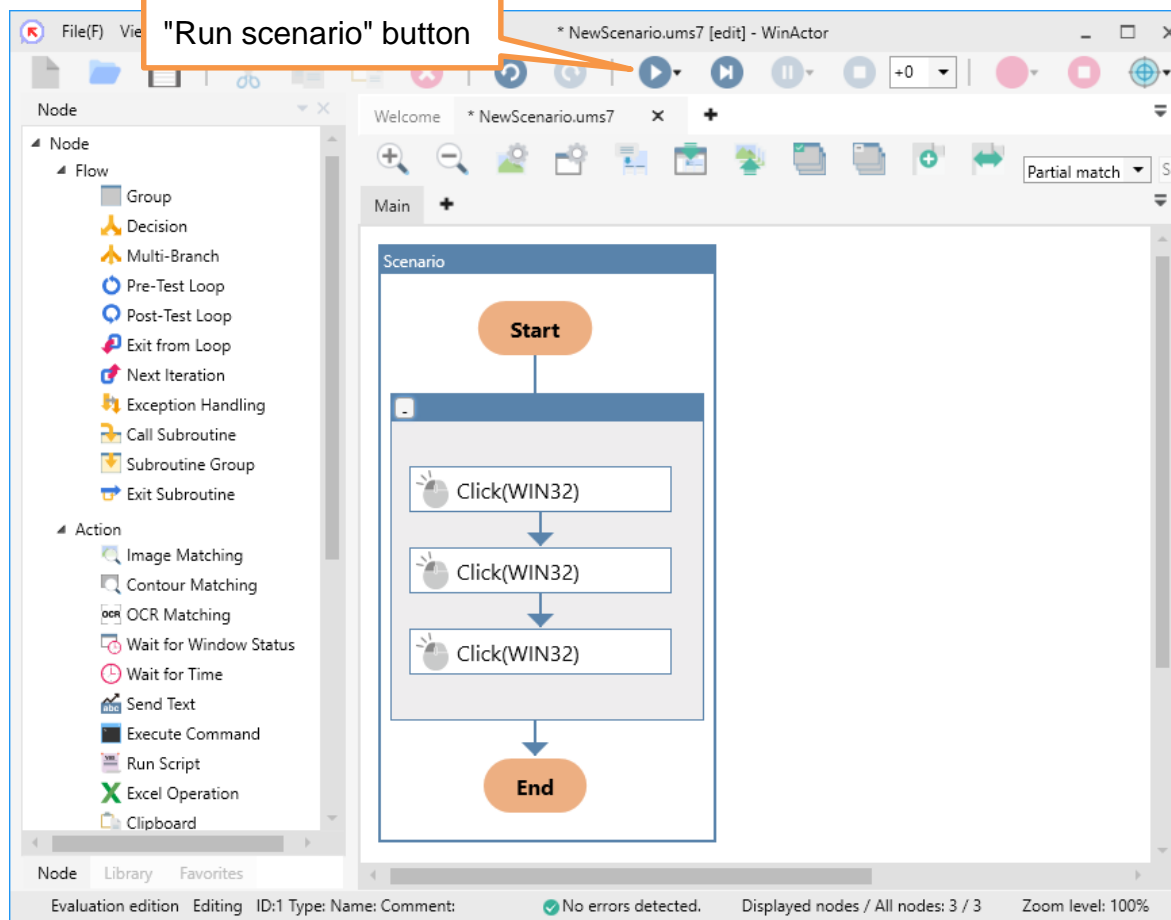 "Run scenario" button
File(F) Vie
* NewScenario.ums7 [edit] - WinActor
+0
Node
Welcome
* NewScenario.ums7
Node
Flow
Group
Decision
Multi-Branch
Pre-Test Loop
Post-Test Loop
Exit from Loop
Next Iteration
Exception Handling
Call Subroutine
Subroutine Group
Exit Subroutine
Action
Image Matching
Contour Matching
OCR OCR Matching
Wait for Window Status
Wait for Time
abc Send Text
Execute Command
Run Script
Excel Operation
Clipboard
Node Library Favorites
Partial match
S
Main
Scenario
Start
Click(WIN32)
Click(WIN32)
Click(WIN32)
End
Evaluation edition Editing ID:1 Type: Name: Comment: No errors detected. Displayed nodes / All nodes: 3 / 3 Zoom level: 100%